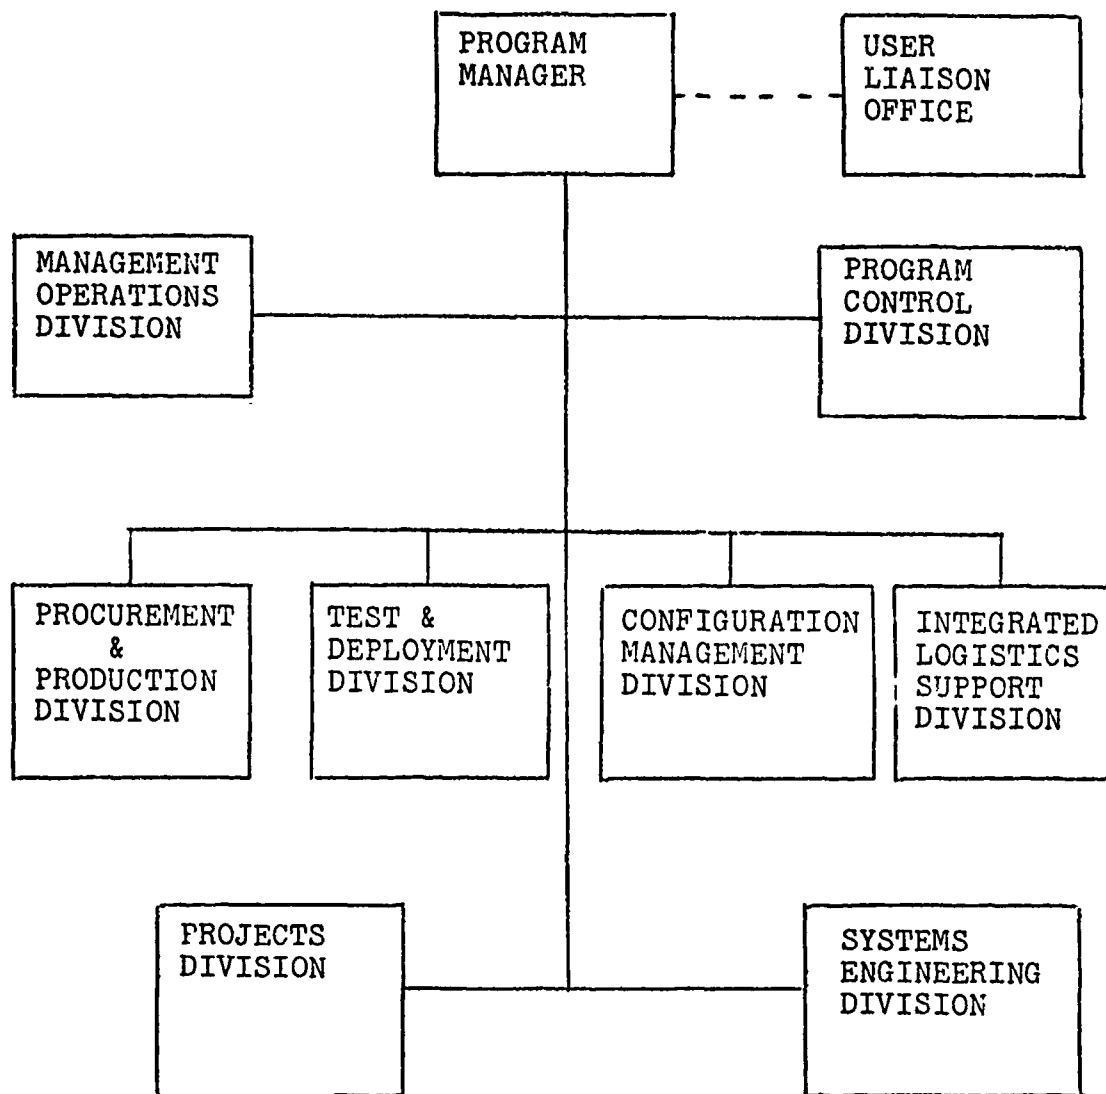 PROGRAM
MANAGER
USER
LIAISON
OFFICE
MANAGEMENT
OPERATIONS
DIVISION
PROGRAM
CONTROL
DIVISION
PROCUREMENT
&
PRODUCTION
DIVISION
TEST &
DEPLOYMENT
DIVISION
CONFIGURATION
MANAGEMENT
DIVISION
INTEGRATED
LOGISTICS
SUPPORT
DIVISION
PROJECTS
DIVISION
SYSTEMS
ENGINEERING
DIVISION